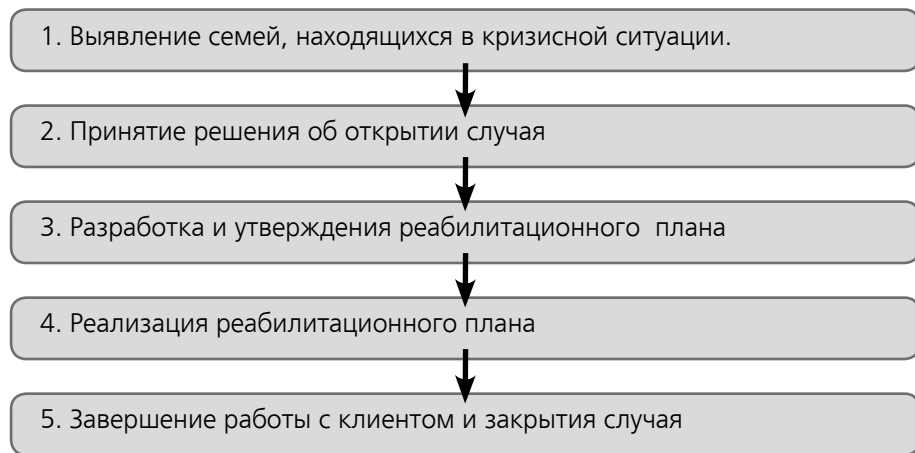 1. Выявление семей, находящихся в кризисной ситуации.
2. Принятие решения об открытии случая
3. Разработка и утверждения реабилитационного плана
4. Реализация реабилитационного плана
5. Завершение работы с клиентом и закрытия случая